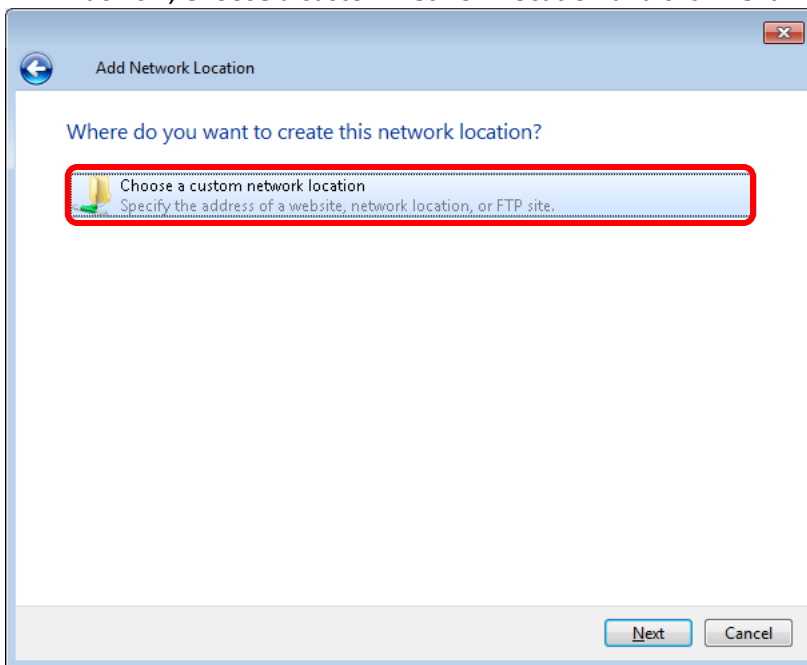 Add Network Location
Where do you want to create this network location?
Choose a custom network location
Specify the address of a website, network location, or FTP site.
Next
Cancel